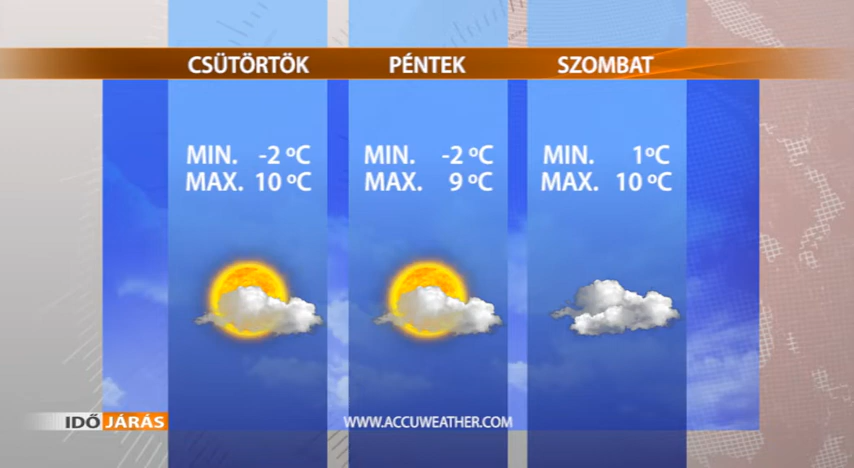 CSÜTÖRTÖK PÉNTEK SZOMBAT
MIN. -2 ºC MIN. -2 ºC MIN. 1ºC
MAX. 10 ºC MAX. 9 ºC MAX. 10 ºC
IDŐJÁRÁS WWW.ACCUWEATHER.COM